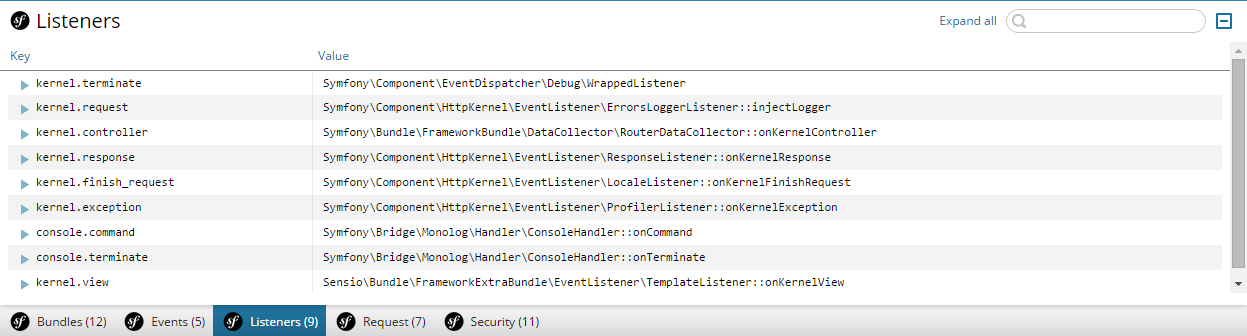 Listeners
Expand all
Key Value
kernel.terminate Symfony\Component\EventDispatcher\Debug\WrappedListener
kernel.request Symfony\Component\HttpKernel\EventListener\ErrorsLoggerListener::injectLogger
kernel.controller Symfony\Bundle\FrameworkBundle\DataCollector\RouterDataCollector::onKernelController
kernel.response Symfony\Component\HttpKernel\EventListener\ResponseListener::onKernelResponse
kernel.finish_request Symfony\Component\HttpKernel\EventListener\LocaleListener::onKernelFinishRequest
kernel.exception Symfony\Component\HttpKernel\EventListener\ProfilerListener::onKernelException
console.command Symfony\Bridge\Monolog\Handler\ConsoleHandler::onCommand
console.terminate Symfony\Bridge\Monolog\Handler\ConsoleHandler::onTerminate
kernel.view Sensio\Bundle\FrameworkExtraBundle\EventListener\TemplateListener::onKernelView
Bundles (12) Events (5) Listeners (9) Request (7) Security (11)